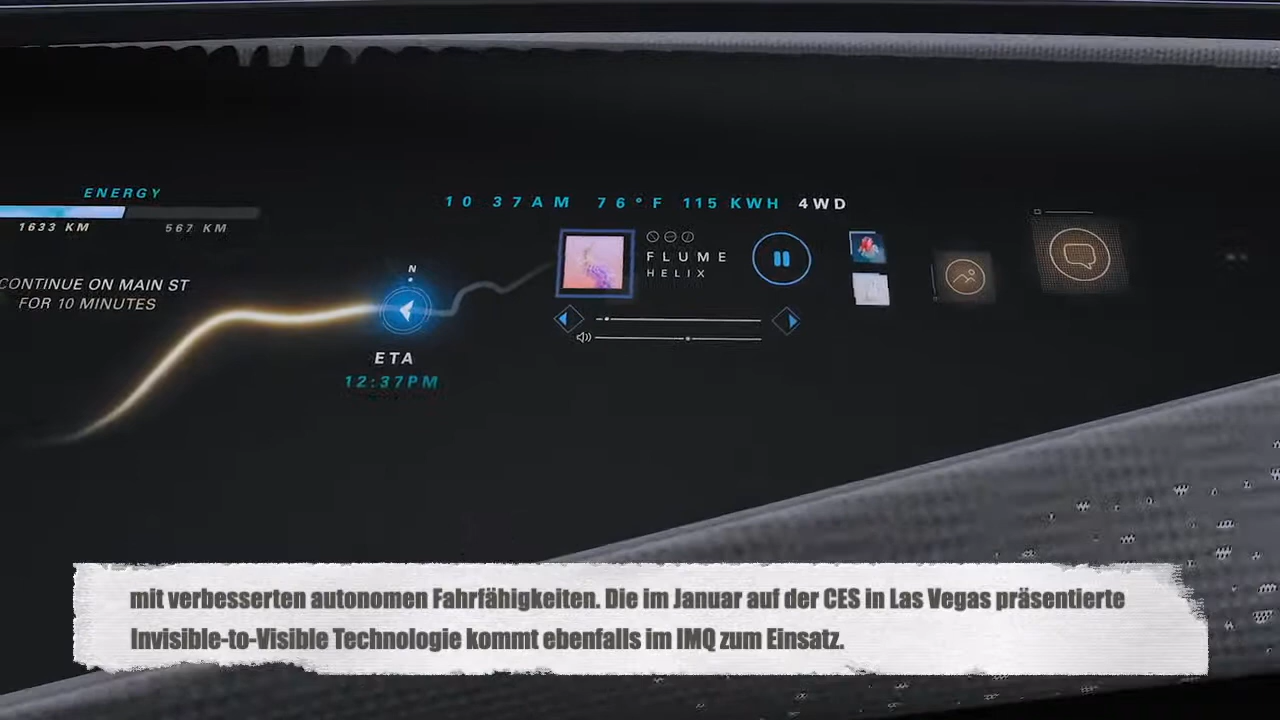 ENERGY
1633 KM 567 KM
CONTINUE ON MAIN ST
FOR 10 MINUTES
N
ETA
12:37PM
10 37AM 76°F 115 KWH 4WD
FLUME
HELIX
mit verbesserten autonomen Fahrfähigkeiten. Die im Januar auf der CES in Las Vegas präsentierte
Invisible-to-Visible Technologie kommt ebenfalls im IMQ zum Einsatz.